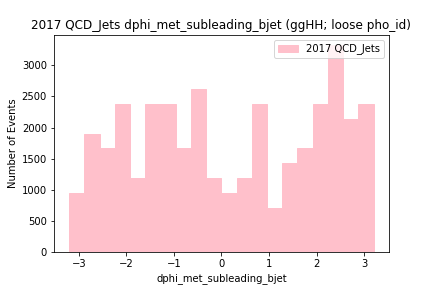 2017 QCD_Jets dphi_met_subleading_bjet (ggHH; loose pho_id)
2017 QCD_Jets
Number of Events
3000
2500
2000
1500
1000
500
0
−3 −2 −1 0 1 2 3
dphi_met_subleading_bjet